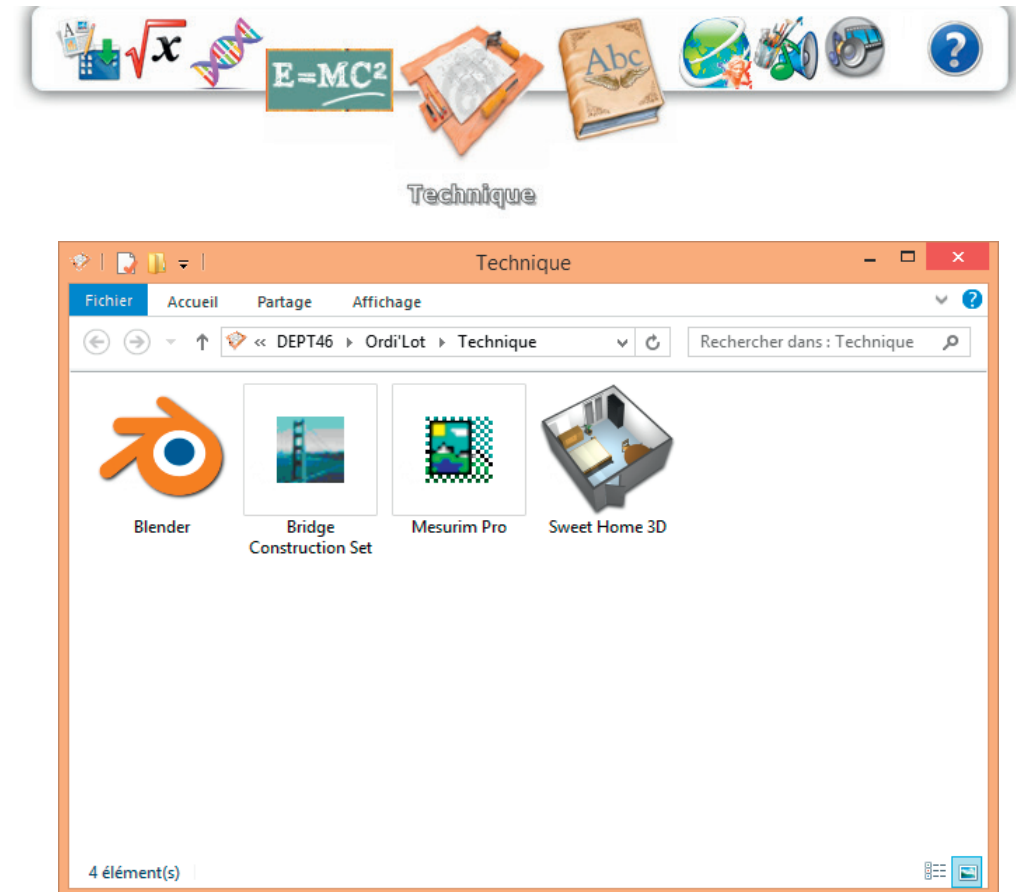 √x
E=MC²
Abc
?
Technique
Technique
Fichier Accueil Partage Affichage
« DEPT46 Ordi'Lot Technique Rechercher dans : Technique
Blender Bridge Construction Set Mesurim Pro Sweet Home 3D
4 élément(s)